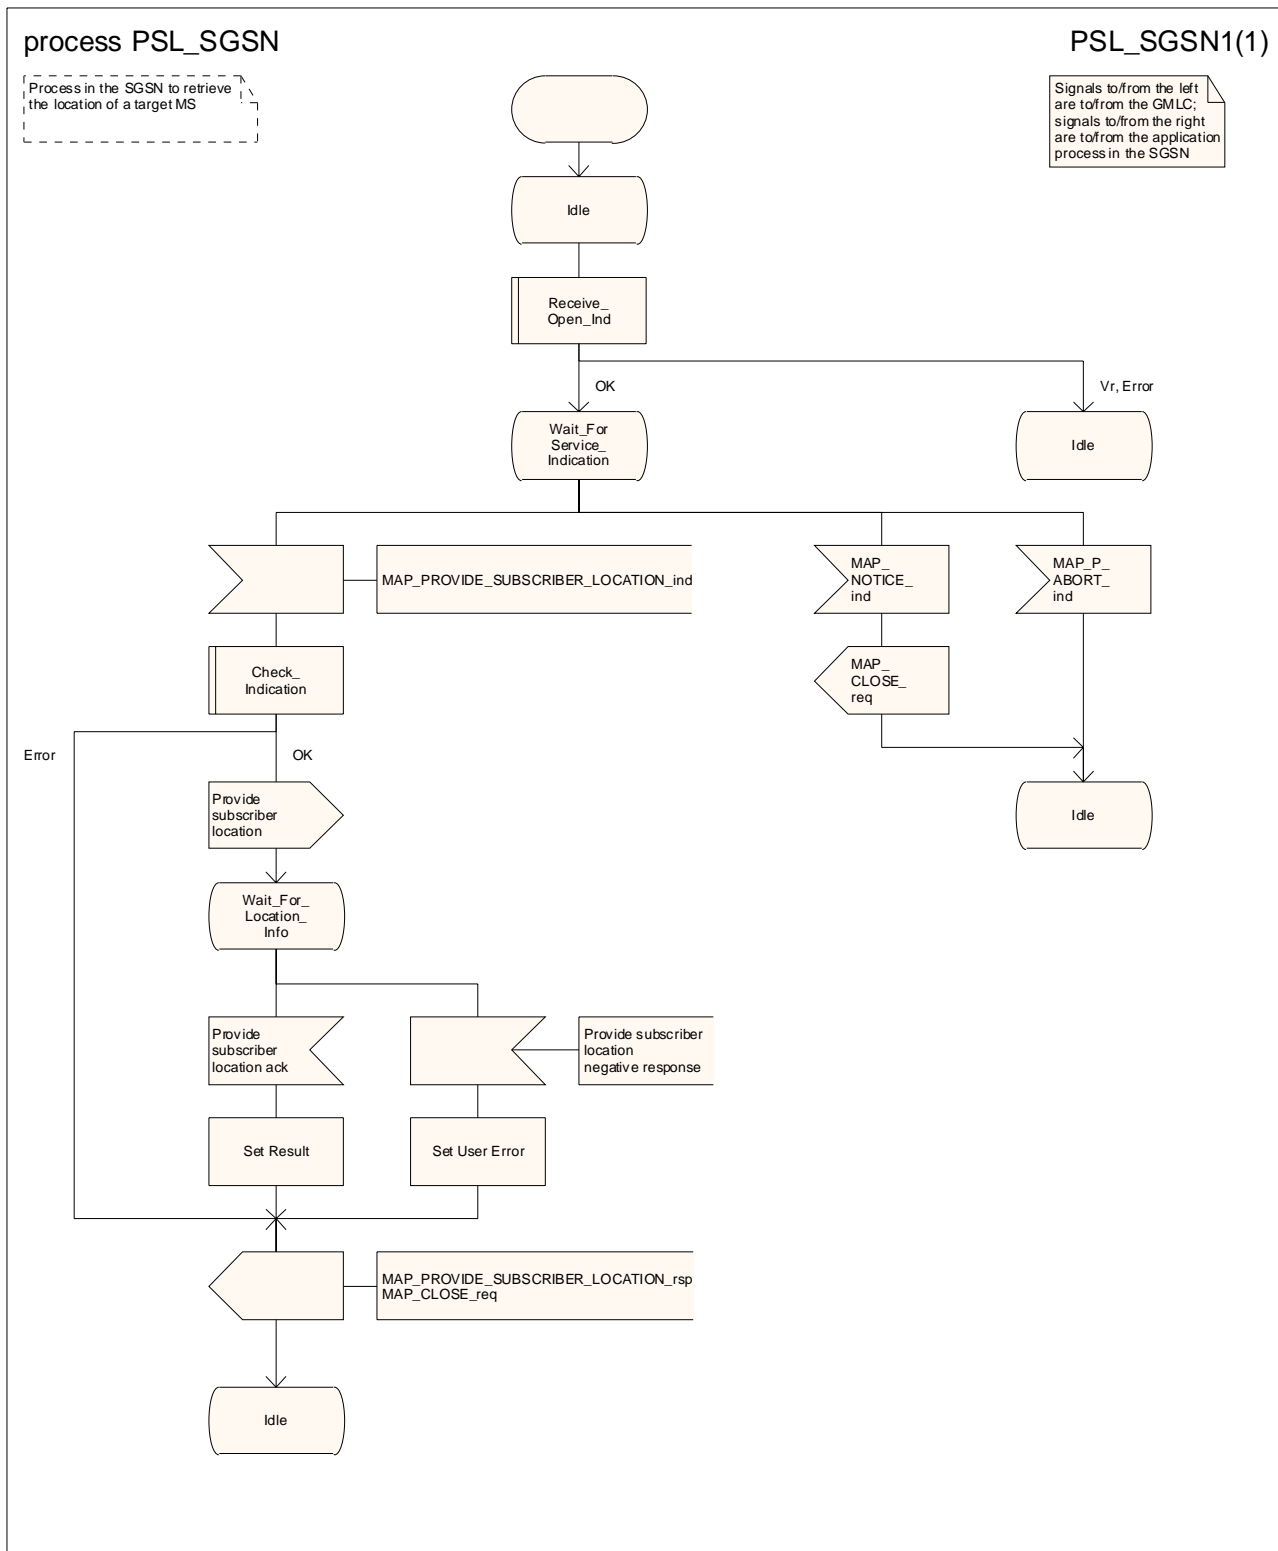 process PSL_SGSN
PSL_SGSN1(1)
Process in the SGSN to retrieve
the location of a target MS
Signals to/from the left
are to/from the GMLC;
signals to/from the right
are to/from the application
process in the SGSN
Idle
Receive_
Open_Ind
OK
Vr, Error
Wait_For
Service_
Indication
Idle
MAP_PROVIDE_SUBSCRIBER_LOCATION_ind
MAP_
NOTICE_
ind
MAP_P_
ABORT_
ind
Check_
Indication
MAP_
CLOSE_
req
Error
OK
Provide
subscriber
location
Idle
Wait_For_
Location_
Info
Provide
subscriber
location ack
Provide subscriber
location
negative response
Set Result
Set User Error
MAP_PROVIDE_SUBSCRIBER_LOCATION_rsp
MAP_CLOSE_req
Idle